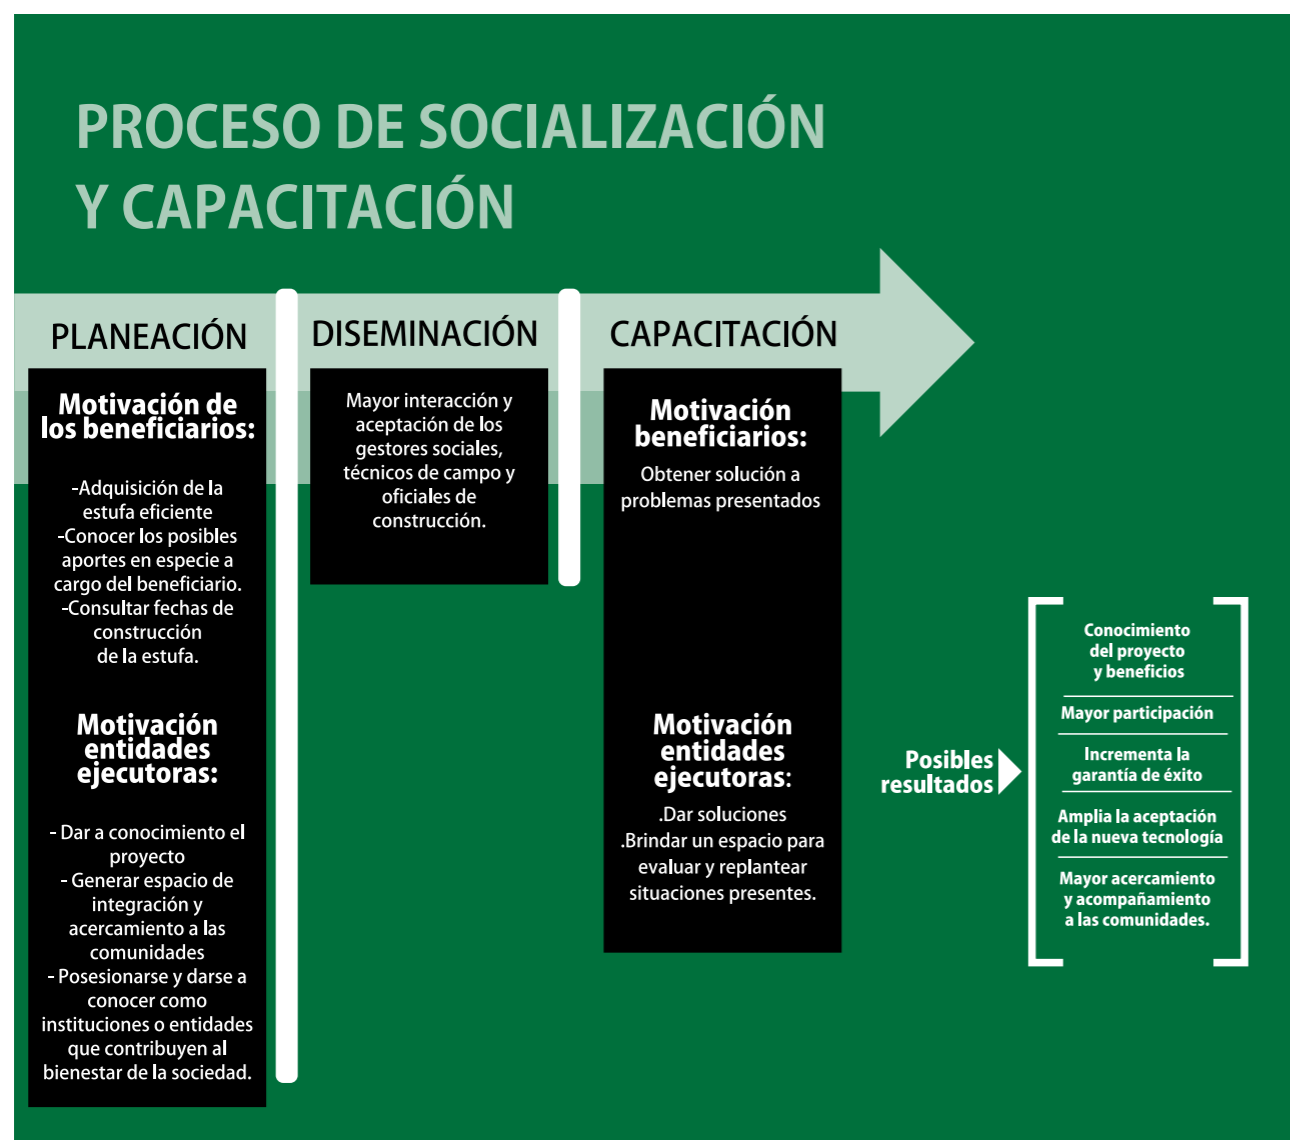 PROCESO DE SOCIALIZACIÓN
Y CAPACITACIÓN
PLANEACIÓN
Motivación de
los beneficiarios:
-Adquisición de la
estufa eficiente
-Conocer los posibles
aportes en especie a
cargo del beneficiario.
-Consultar fechas de
construcción
de la estufa.
Motivación
entidades
ejecutoras:
- Dar a conocimiento el
proyecto
- Generar espacio de
integración y
acercamiento a las
comunidades
- Posesionarse y darse a
conocer como
instituciones o entidades
que contribuyen al
bienestar de la sociedad.
DISEMINACIÓN
Mayor interacción y
aceptación de los
gestores sociales,
técnicos de campo y
oficiales de
construcción.
CAPACITACIÓN
Motivación
beneficiarios:
Obtener solución a
problemas presentados
Motivación
entidades
ejecutoras:
.Dar soluciones
.Brindar un espacio para
evaluar y replantear
situaciones presentes.
Posibles
resultados
Conocimiento
del proyecto
y beneficios
Mayor participación
Incrementa la
garantía de éxito
Amplia la aceptación
de la nueva tecnología
Mayor acercamiento
y acompañamiento
a las comunidades.